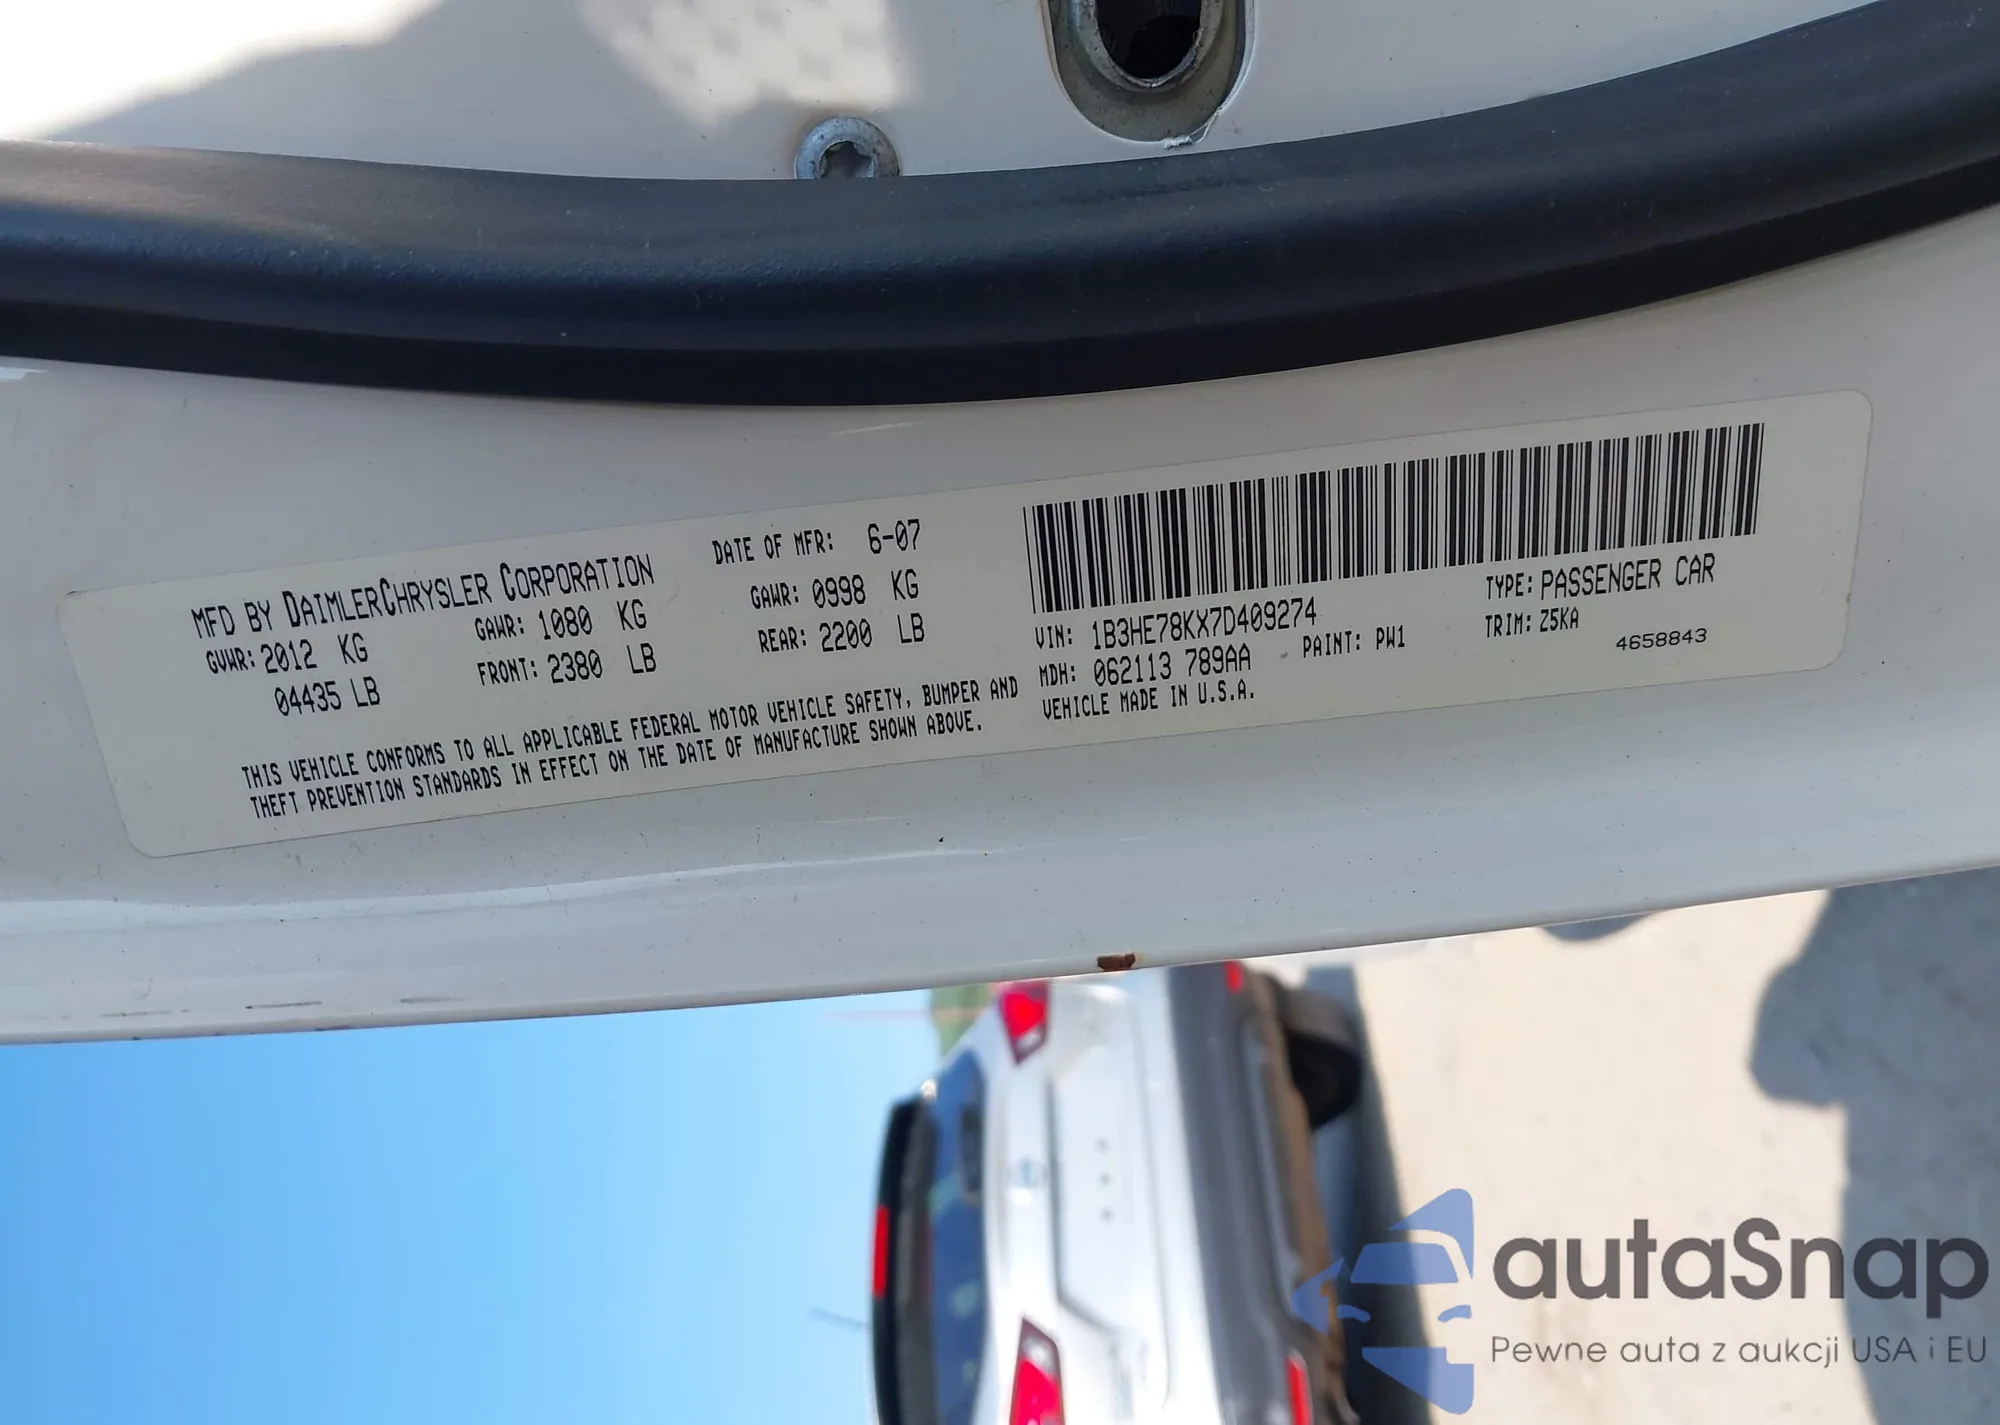 MFD BY DAIMLERCHRYSLER CORPORATION DATE OF MFR: 6-07
GVWR: 2012 KG GAWR: 1080 KG GAWR: 0998 KG
04435 LB FRONT: 2380 LB REAR: 2200 LB
THIS VEHICLE CONFORMS TO ALL APPLICABLE FEDERAL MOTOR VEHICLE SAFETY, BUMPER AND
THEFT PREVENTION STANDARDS IN EFFECT ON THE DATE OF MANUFACTURE SHOWN ABOVE.
VIN: 1B3HE78KX7D409274 TYPE: PASSENGER CAR
MDH: 062113 789AA PAINT: PW1 TRIM: Z5KA
VEHICLE MADE IN U.S.A. 4658843
autaSnap
Pewne auta z aukcji USA i EU